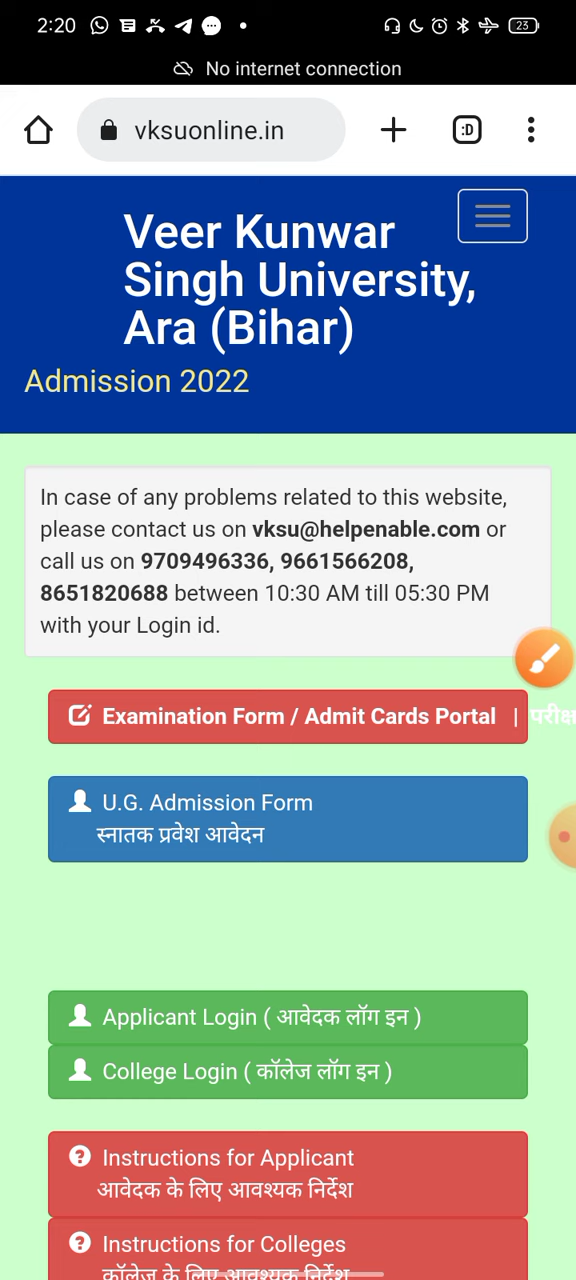 2:20
23
No internet connection
vksuonline.in
:D
Veer Kunwar
Singh University,
Ara (Bihar)
Admission 2022
In case of any problems related to this website,
please contact us on vksu@helpenable.com or
call us on 9709496336, 9661566208,
8651820688 between 10:30 AM till 05:30 PM
with your Login id.
Examination Form / Admit Cards Portal |
U.G. Admission Form
स्नातक प्रवेश आवेदन
Applicant Login ( आवेदक लॉग इन )
College Login ( कॉलेज लॉग इन )
Instructions for Applicant
आवेदक के लिए आवश्यक निर्देश
Instructions for Colleges
कॉलेज के लिए आवश्यक निर्देश